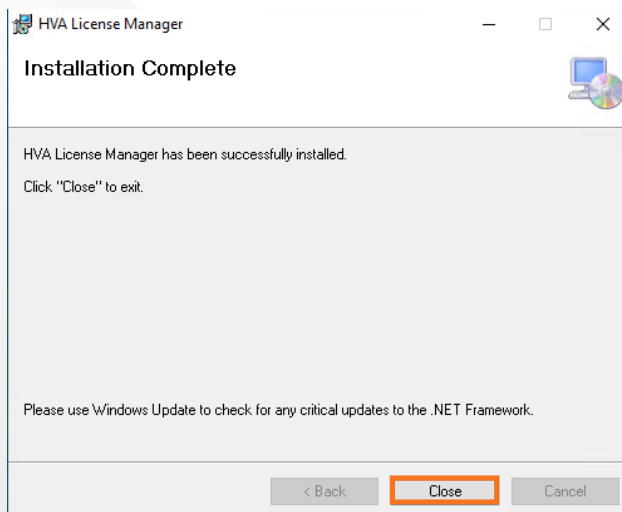 HVA License Manager
Installation Complete
HVA License Manager has been successfully installed.
Click "Close" to exit.
Please use Windows Update to check for any critical updates to the .NET Framework.
< Back Close Cancel